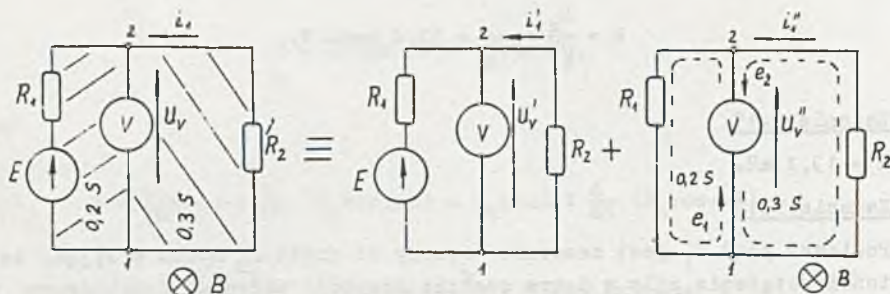 2 i₁ 2 i₁' 2 i₁''
R₁ V U_V R₂ ≡ R₁ V U_V' R₂ + R₁ e₂ V U_V'' R₂
E 0,2 S 0,3 S E 0,2 S e₁ 0,3 S
1 1 1
⊗ B ⊗ B